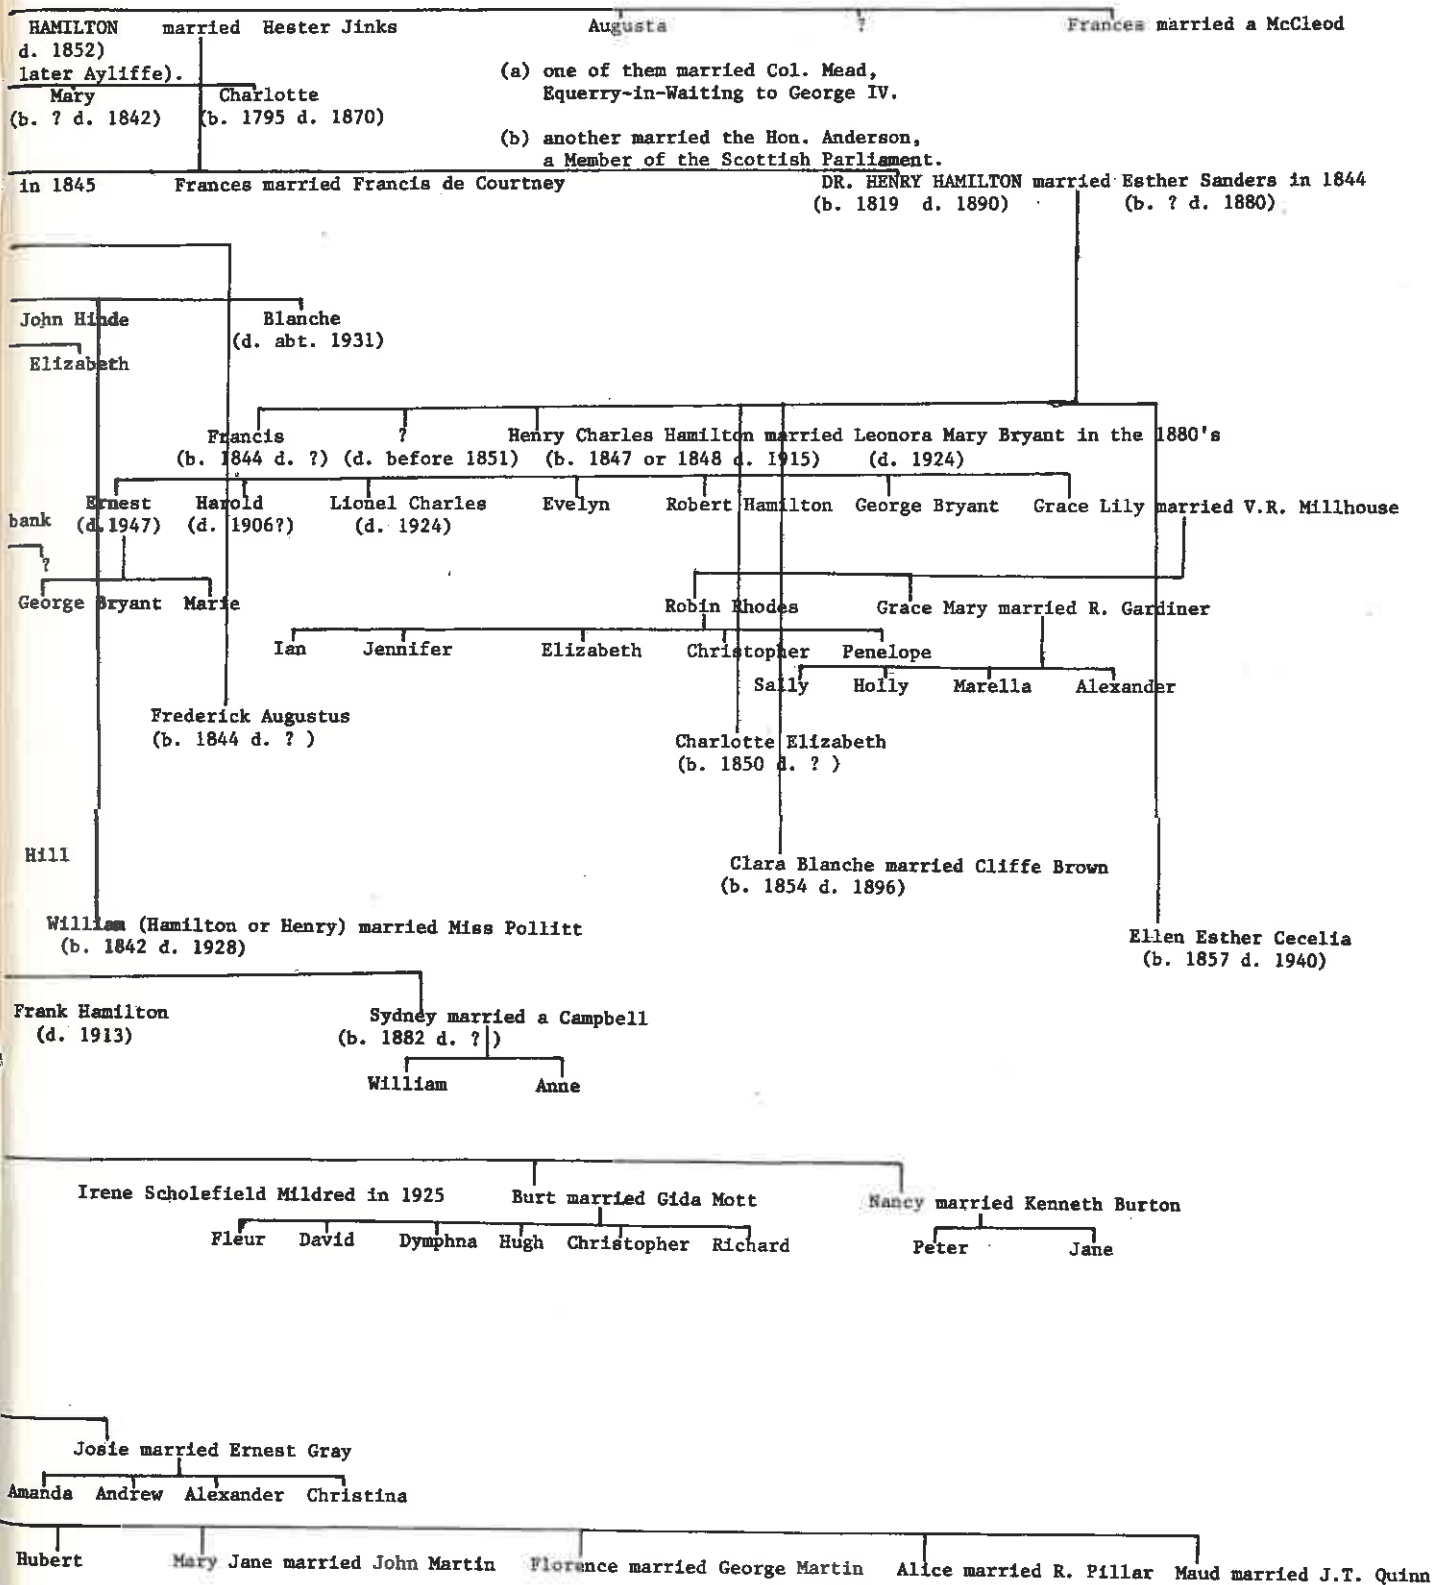 HAMILTON married Hester Jinks Augusta ? Frances married a McCleod
d. 1852)
later Ayliffe). (a) one of them married Col. Mead,
Mary Charlotte Equerry-in-Waiting to George IV.
(b. ? d. 1842) (b. 1795 d. 1870)
(b) another married the Hon. Anderson,
a Member of the Scottish Parliament.
in 1845 Frances married Francis de Courtney DR. HENRY HAMILTON married Esther Sanders in 1844
(b. 1819 d. 1890) (b. ? d. 1880)
John Hinde Blanche
(d. abt. 1931)
Elizabeth
Francis ? Henry Charles Hamilton married Leonora Mary Bryant in the 1880's
(b. 1844 d. ?) (d. before 1851) (b. 1847 or 1848 d. 1915) (d. 1924)
Ernest Harold Lionel Charles Evelyn Robert Hamilton George Bryant Grace Lily married V.R. Millhouse
bank (d. 1947) (d. 1906?) (d. 1924)
?
George Bryant Marie Robin Rhodes Grace Mary married R. Gardiner
Ian Jennifer Elizabeth Christopher Penelope
Sally Holly Marella Alexander
Frederick Augustus
(b. 1844 d. ? )
Charlotte Elizabeth
(b. 1850 d. ? )
Hill
Clara Blanche married Cliffe Brown
(b. 1854 d. 1896)
William (Hamilton or Henry) married Miss Pollitt
(b. 1842 d. 1928)
Ellen Esther Cecelia
(b. 1857 d. 1940)
Frank Hamilton Sydney married a Campbell
(d. 1913) (b. 1882 d. ? )
William Anne
Irene Scholefield Mildred in 1925 Burt married Gida Mott Nancy married Kenneth Burton
Fleur David Dymphna Hugh Christopher Richard Peter Jane
Josie married Ernest Gray
Amanda Andrew Alexander Christina
Hubert Mary Jane married John Martin Florence married George Martin Alice married R. Pillar Maud married J.T. Quinn